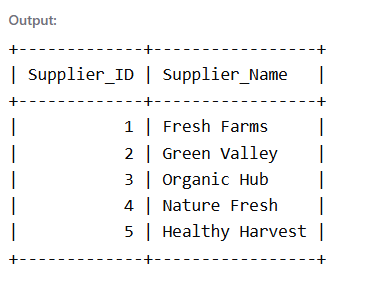 Output:
+-------------+-----------------+
| Supplier_ID | Supplier_Name   |
+-------------+-----------------+
|           1 | Fresh Farms     |
|           2 | Green Valley    |
|           3 | Organic Hub     |
|           4 | Nature Fresh    |
|           5 | Healthy Harvest |
+-------------+-----------------+